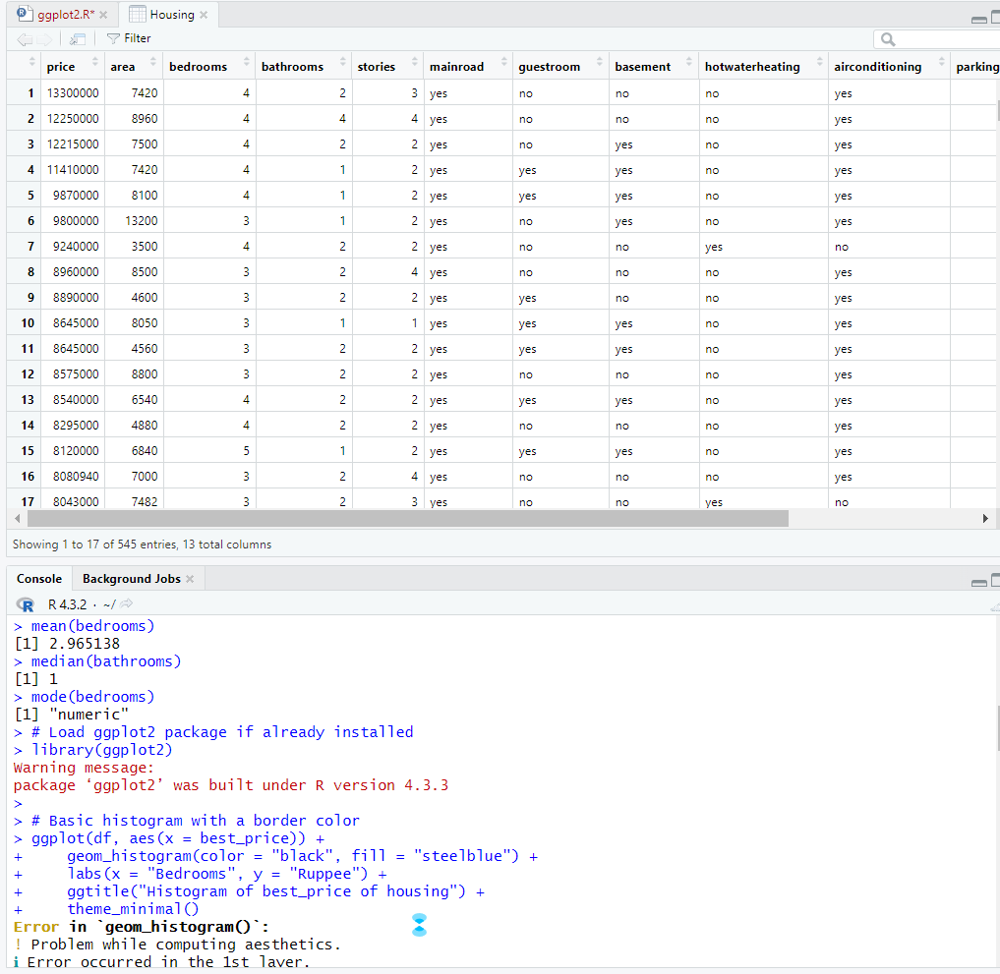 ggplot2.R* Housing
Filter
price area bedrooms bathrooms stories mainroad guestroom basement hotwaterheating airconditioning parking
1 13300000 7420 4 2 3 yes no no no yes
2 12250000 8960 4 4 4 yes no no no yes
3 12215000 7500 4 2 2 yes no yes no yes
4 11410000 7420 4 1 2 yes yes yes no yes
5 9870000 8100 4 1 2 yes yes yes no yes
6 9800000 13200 3 1 2 yes no yes no yes
7 9240000 3500 4 2 2 yes no no yes no
8 8960000 8500 3 2 4 yes no no no yes
9 8890000 4600 3 2 2 yes yes no no yes
10 8645000 8050 3 1 1 yes yes yes no yes
11 8645000 4560 3 2 2 yes yes yes no yes
12 8575000 8800 3 2 2 yes no no no yes
13 8540000 6540 4 2 2 yes yes yes no yes
14 8295000 4880 4 2 2 yes no no no yes
15 8120000 6840 5 1 2 yes yes yes no yes
16 8080940 7000 3 2 4 yes no no no yes
17 8043000 7482 3 2 3 yes no no yes no
Showing 1 to 17 of 545 entries, 13 total columns
Console Background Jobs
R R 4.3.2 · ~/
> mean(bedrooms)
[1] 2.965138
> median(bathrooms)
[1] 1
> mode(bedrooms)
[1] "numeric"
> # Load ggplot2 package if already installed
> library(ggplot2)
Warning message:
package ‘ggplot2’ was built under R version 4.3.3
>
> # Basic histogram with a border color
> ggplot(df, aes(x = best_price)) +
+     geom_histogram(color = "black", fill = "steelblue") +
+     labs(x = "Bedrooms", y = "Ruppee") +
+     ggtitle("Histogram of best_price of housing") +
+     theme_minimal()
Error in `geom_histogram()`:
! Problem while computing aesthetics.
ℹ Error occurred in the 1st layer.